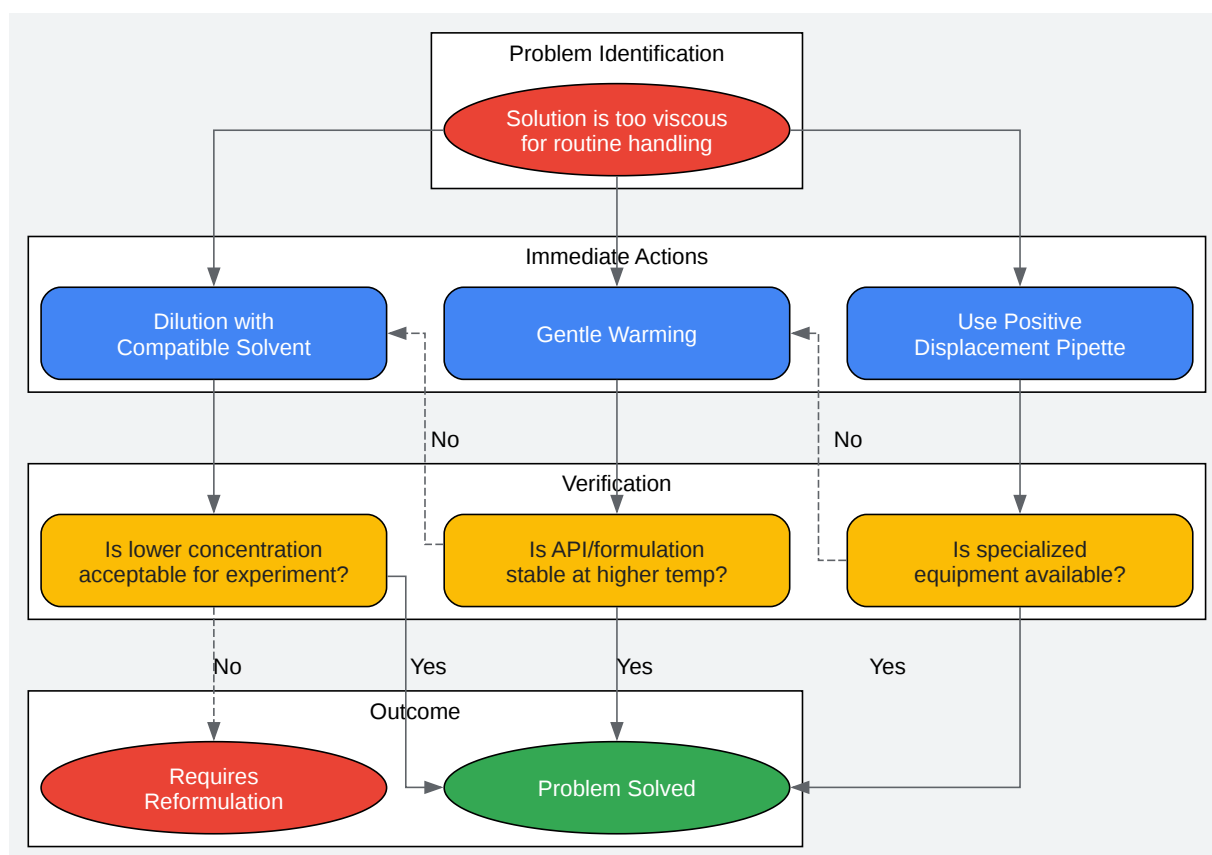 Problem Identification
Solution is too viscous
for routine handling
Immediate Actions
Dilution with
Compatible Solvent
Gentle Warming
Use Positive
Displacement Pipette
No
No
Verification
Is lower concentration
acceptable for experiment?
Is API/formulation
stable at higher temp?
Is specialized
equipment available?
No
Yes
Yes
Yes
Outcome
Requires
Reformulation
Problem Solved